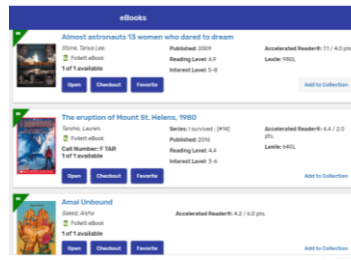 eBooks
Almost astronauts 13 women who dared to dream
Stone, Tanya Lee.
Published: 2009
Accelerated Reader®: 7.1 / 4.0 pts.
Follett eBook
Reading Level: 6.9
Lexile: 980L
1 of 1 available
Interest Level: 5-8
Open
Checkout
Favorite
Add to Collection
The eruption of Mount St. Helens, 1980
Tarshis, Lauren.
Series: I survived ; [#14]
Accelerated Reader®: 4.4 / 2.0
Follett eBook
Published: 2016
pts.
Call Number: F TAR
Reading Level: 4.4
Lexile: 640L
1 of 1 available
Interest Level: 3-6
Open
Checkout
Favorite
Add to Collection
Amal Unbound
Saeed, Aisha
Accelerated Reader®: 4.2 / 6.0 pts.
Follett eBook
1 of 1 available
Open
Checkout
Favorite
Add to Collection